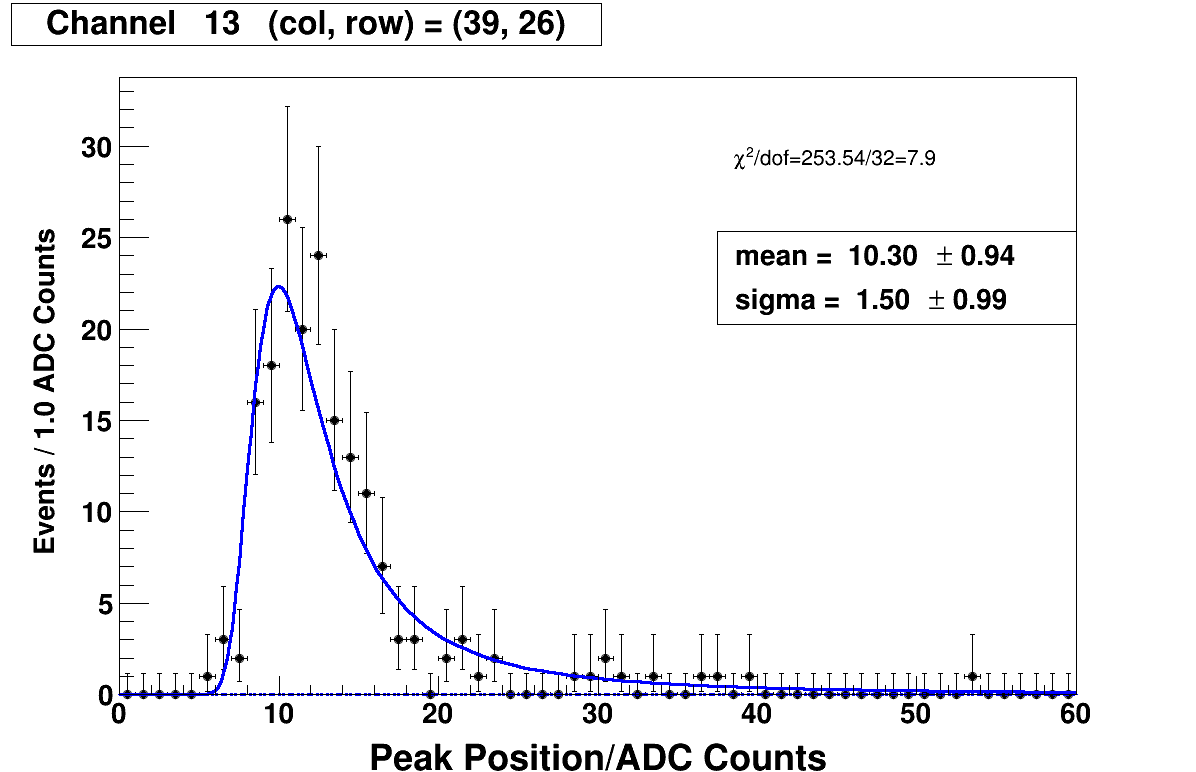 Channel 13 (col, row) = (39, 26)
χ²/dof=253.54/32=7.9
mean = 10.30 ± 0.94
sigma = 1.50 ± 0.99
Events / 1.0 ADC Counts
30
25
20
15
10
5
0
0 10 20 30 40 50 60
Peak Position/ADC Counts